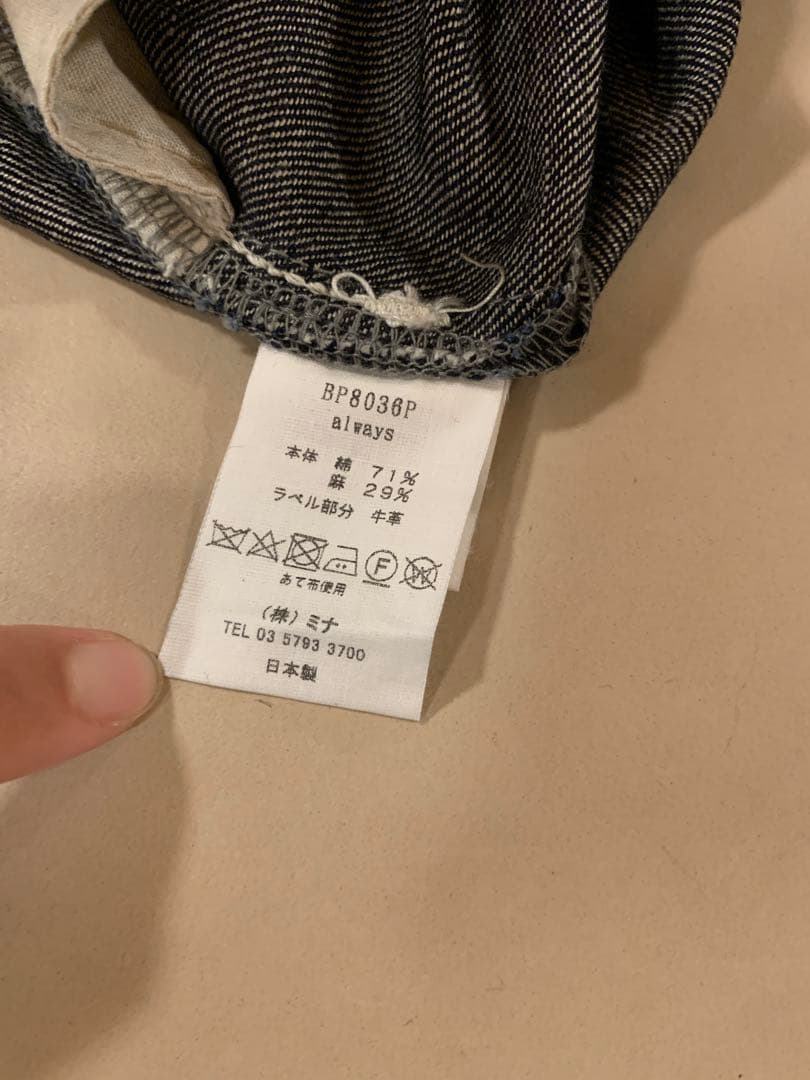 BP8036P
always
本体 綿 71%
麻 29%
ラベル部分 牛革
F W
あて布使用
(株)ミナ
TEL 03 5793 3700
日本製